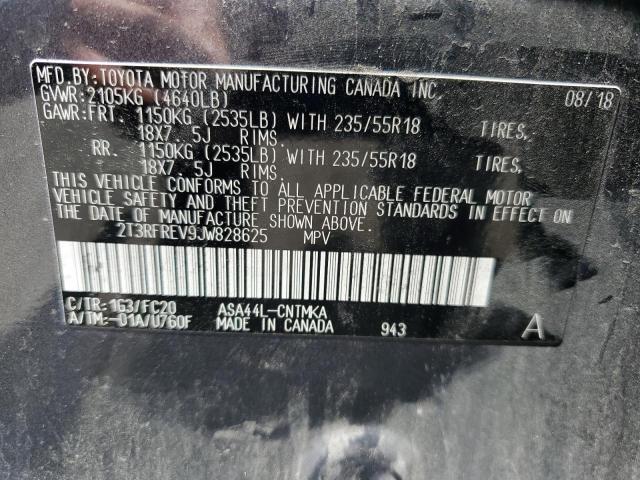 MFD.BY:TOYOTA MOTOR MANUFACTURING CANADA INC. 08/18
GVWR:2105KG (4640LB)
GAWR:FRT. 1150KG (2535LB) WITH 235/55R18 TIRES,
18X7 5J RIMS.
RR. 1150KG (2535LB) WITH 235/55R18 TIRES,
18X7 5J RIMS.
THIS VEHICLE CONFORMS TO ALL APPLICABLE FEDERAL MOTOR
VEHICLE SAFETY AND THEFT PREVENTION STANDARDS IN EFFECT ON
THE DATE OF MANUFACTURE SHOWN ABOVE.
2T3RFREV9JW828625 MPV
C/TR:1G3/FC20 ASA44L-CNTMKA
A/TM:-01A/U760F MADE IN CANADA 943 A